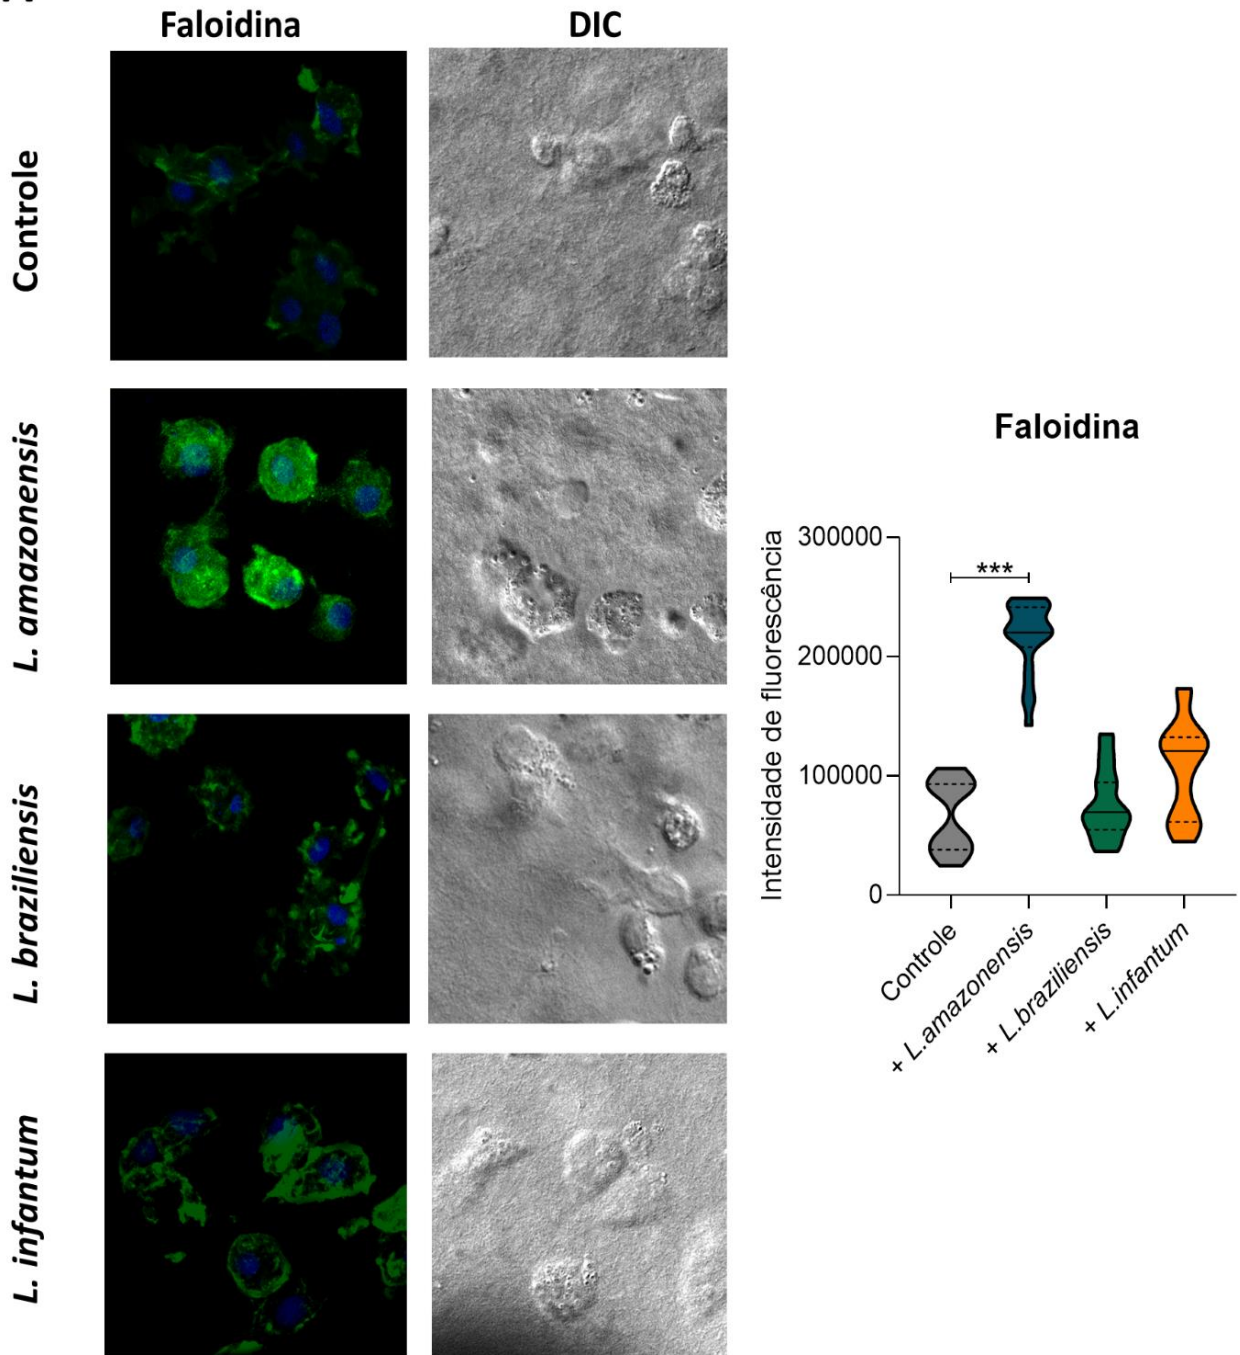 Faloidina
DIC
Controle
L. amazonensis
L. braziliensis
L. infantum
Faloidina
Intensidade de fluorescência
300000
200000
100000
0
***
Controle
+ L.amazonensis
+ L.braziliensis
+ L.infantum